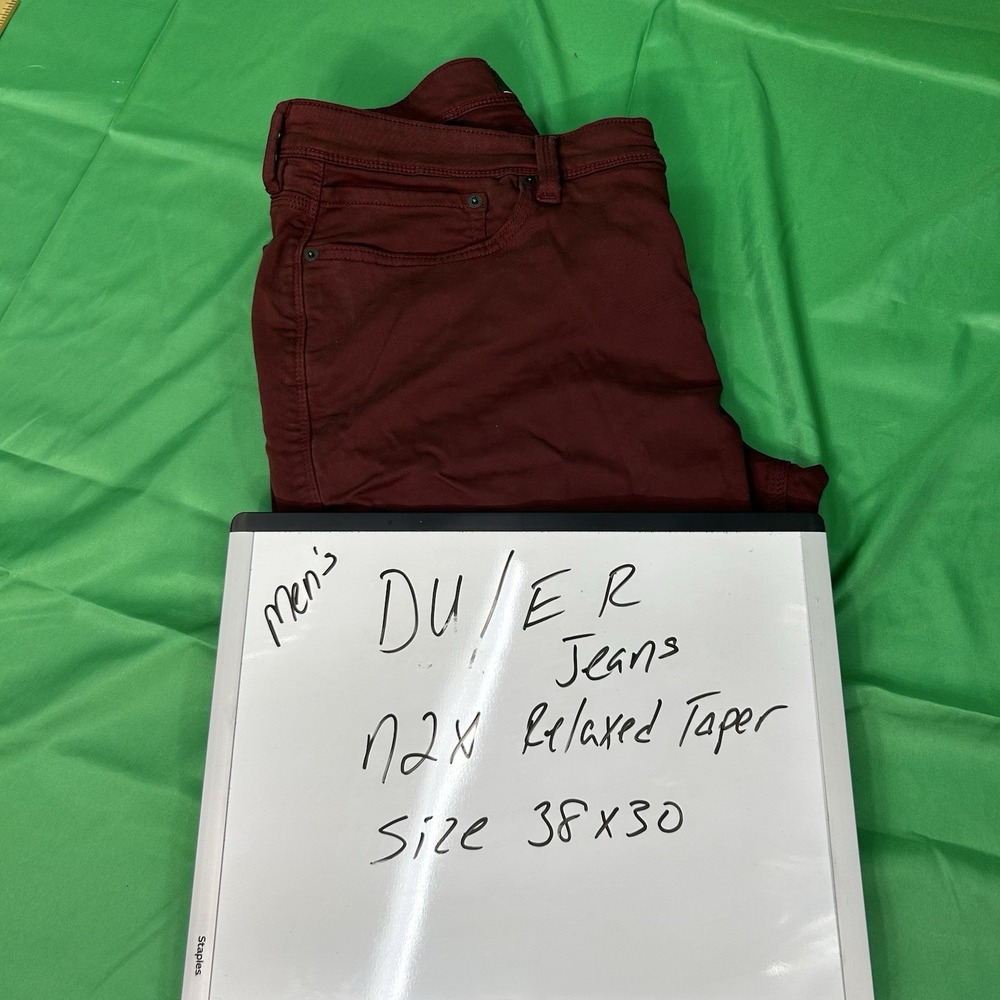 men's
DU/ER
Jeans
n2x Relaxed Taper
Size 38x30
Staples